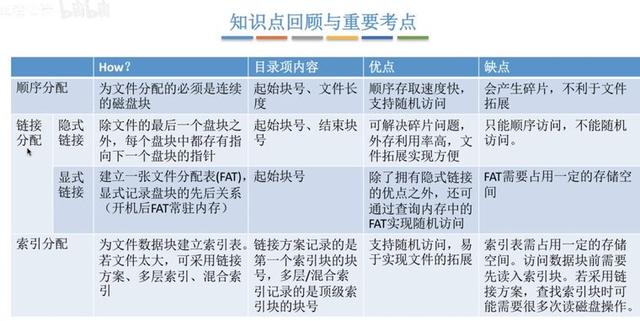 知识点回顾与重要考点
How?
目录项内容
优点
缺点
顺序分配
为文件分配的必须是连续
的磁盘块
起始块号、文件长
度
顺序存取速度快，
支持随机访问
会产生碎片，不利于文件
拓展
链接
分配
隐式
链接
除文件的最后一个盘块之
外，每个盘块中都存有指
向下一个盘块的指针
起始块号、结束块
号
可解决碎片问题，
外存利用率高，文
件拓展实现方便
只能顺序访问，不能随机
访问。
显式
链接
建立一张文件分配表(FAT)，
显式记录盘块的先后关系
（开机后FAT常驻内存）
起始块号
除了拥有隐式链接
的优点之外，还可
通过查询内存中的
FAT实现随机访问
FAT需要占用一定的存储空
间
索引分配
为文件数据块建立索引表。
若文件太大，可采用链接
方案、多层索引、混合索
引
链接方案记录的是
第一个索引块的块
号，多层/混合索
引记录的是顶级索
引块的块号
支持随机访问，易
于实现文件的拓展
索引表需占用一定的存储
空间。访问数据块前需要
先读入索引块。若采用链
接方案，查找索引块时可
能需要很多次读磁盘操作。